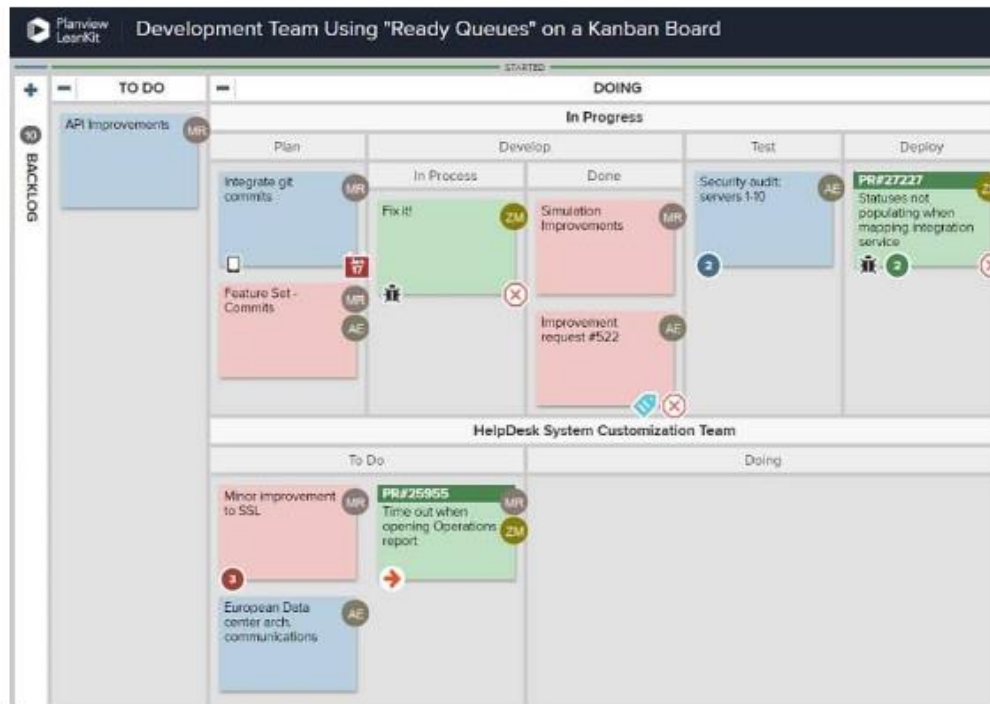 Planview
LeanKit
Development Team Using "Ready Queues" on a Kanban Board
STARTED
TO DO
DOING
10
BACKLOG
API Improvements
MR
In Progress
Plan
Develop
Test
Deploy
In Process
Done
Integrate git
commits
MR
17
Feature Set -
Commits
MR
AE
Fix it!
ZM
Simulation
Improvements
MR
Improvement
request #522
AE
Security audit:
servers 1-10
AE
2
PR#27227
Statuses not
populating when
mapping integration
service
2
HelpDesk System Customization Team
To Do
Doing
Minor improvement
to SSL
MR
3
PR#25955
Time out when
opening Operations
report
MR
ZM
European Data
center arch.
communications
AE